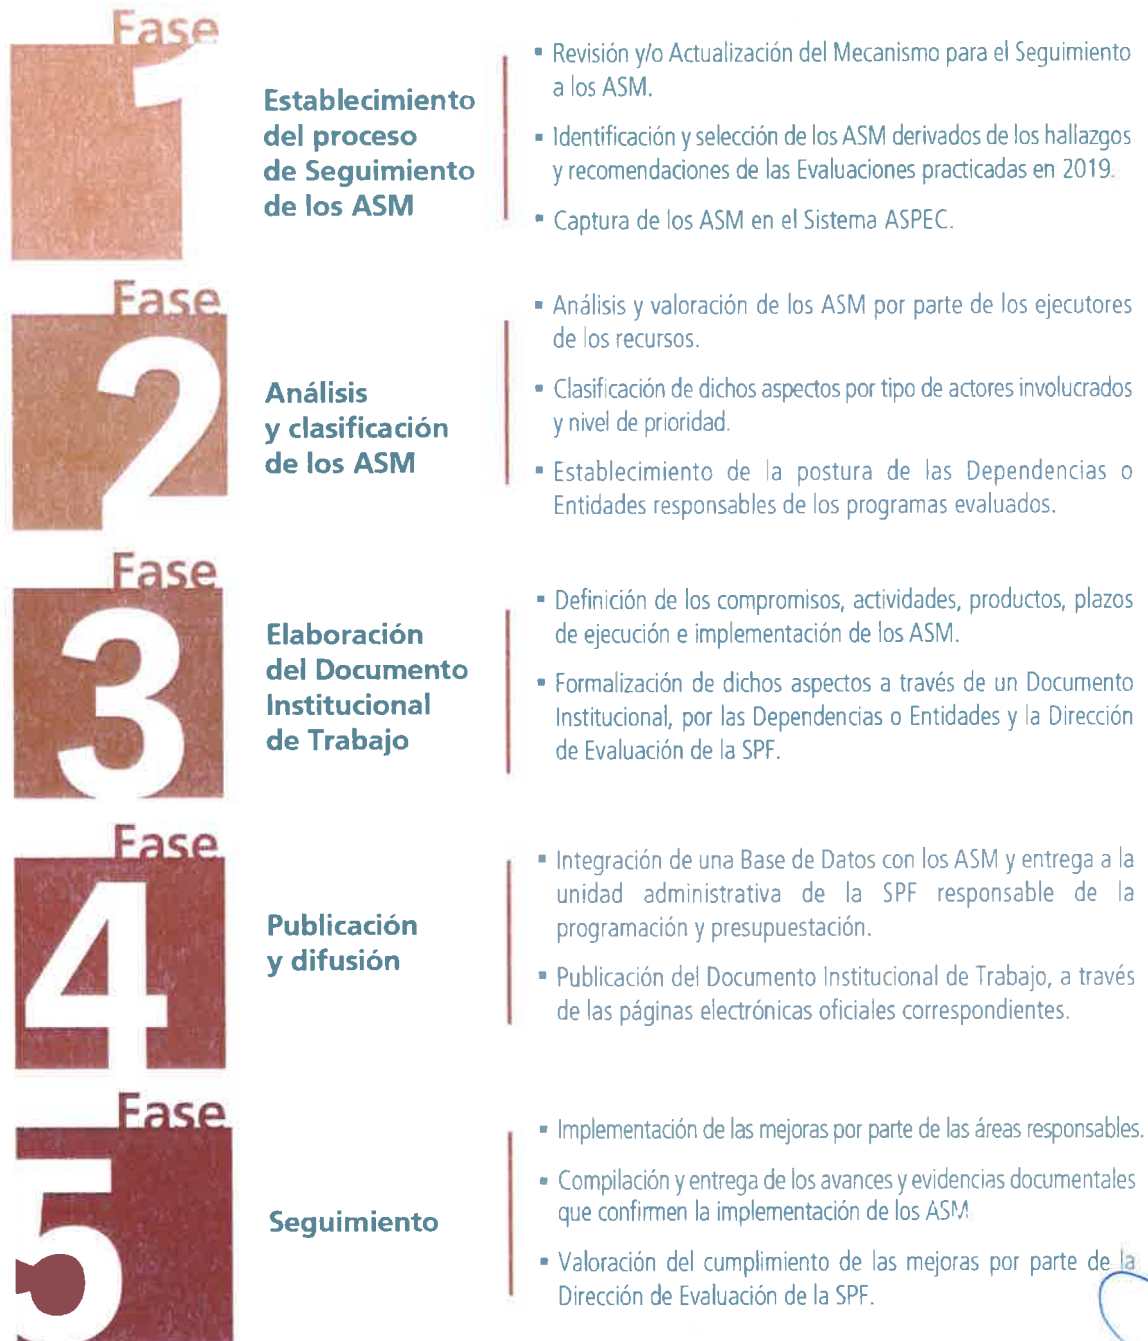 Fase
1
Establecimiento
del proceso
de Seguimiento
de los ASM
▪ Revisión y/o Actualización del Mecanismo para el Seguimiento
a los ASM.
▪ Identificación y selección de los ASM derivados de los hallazgos
y recomendaciones de las Evaluaciones practicadas en 2019.
▪ Captura de los ASM en el Sistema ASPEC.
Fase
2
Análisis
y clasificación
de los ASM
▪ Análisis y valoración de los ASM por parte de los ejecutores
de los recursos.
▪ Clasificación de dichos aspectos por tipo de actores involucrados
y nivel de prioridad.
▪ Establecimiento de la postura de las Dependencias o
Entidades responsables de los programas evaluados.
Fase
3
Elaboración
del Documento
Institucional
de Trabajo
▪ Definición de los compromisos, actividades, productos, plazos
de ejecución e implementación de los ASM.
▪ Formalización de dichos aspectos a través de un Documento
Institucional, por las Dependencias o Entidades y la Dirección
de Evaluación de la SPF.
Fase
4
Publicación
y difusión
▪ Integración de una Base de Datos con los ASM y entrega a la
unidad administrativa de la SPF responsable de la
programación y presupuestación.
▪ Publicación del Documento Institucional de Trabajo, a través
de las páginas electrónicas oficiales correspondientes.
Fase
5
Seguimiento
▪ Implementación de las mejoras por parte de las áreas responsables.
▪ Compilación y entrega de los avances y evidencias documentales
que confirmen la implementación de los ASM
▪ Valoración del cumplimiento de las mejoras por parte de la
Dirección de Evaluación de la SPF.